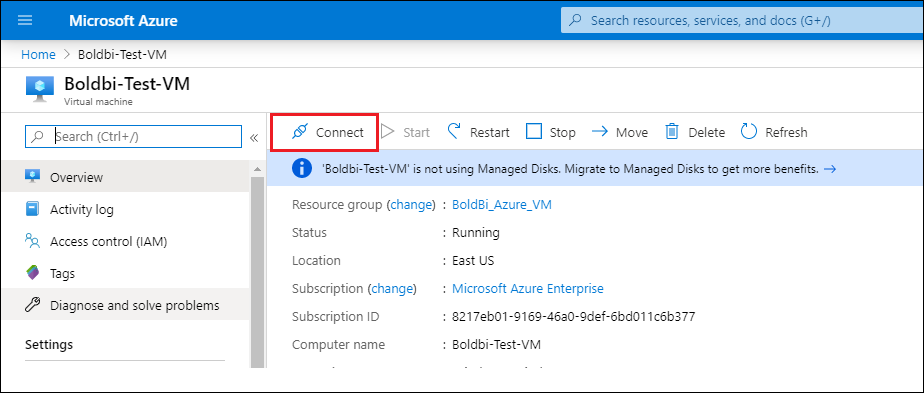 Microsoft Azure
Search resources, services, and docs (G+/)
Home > Boldbi-Test-VM
Boldbi-Test-VM
Virtual machine
Search (Ctrl+/)
«
Connect Start Restart Stop Move Delete Refresh
'Boldbi-Test-VM' is not using Managed Disks. Migrate to Managed Disks to get more benefits. →
Overview
Activity log
Access control (IAM)
Tags
Diagnose and solve problems
Settings
Resource group (change) : BoldBi_Azure_VM
Status : Running
Location : East US
Subscription (change) : Microsoft Azure Enterprise
Subscription ID : 8217eb01-9169-46a0-9def-6bd011c6b377
Computer name : Boldbi-Test-VM